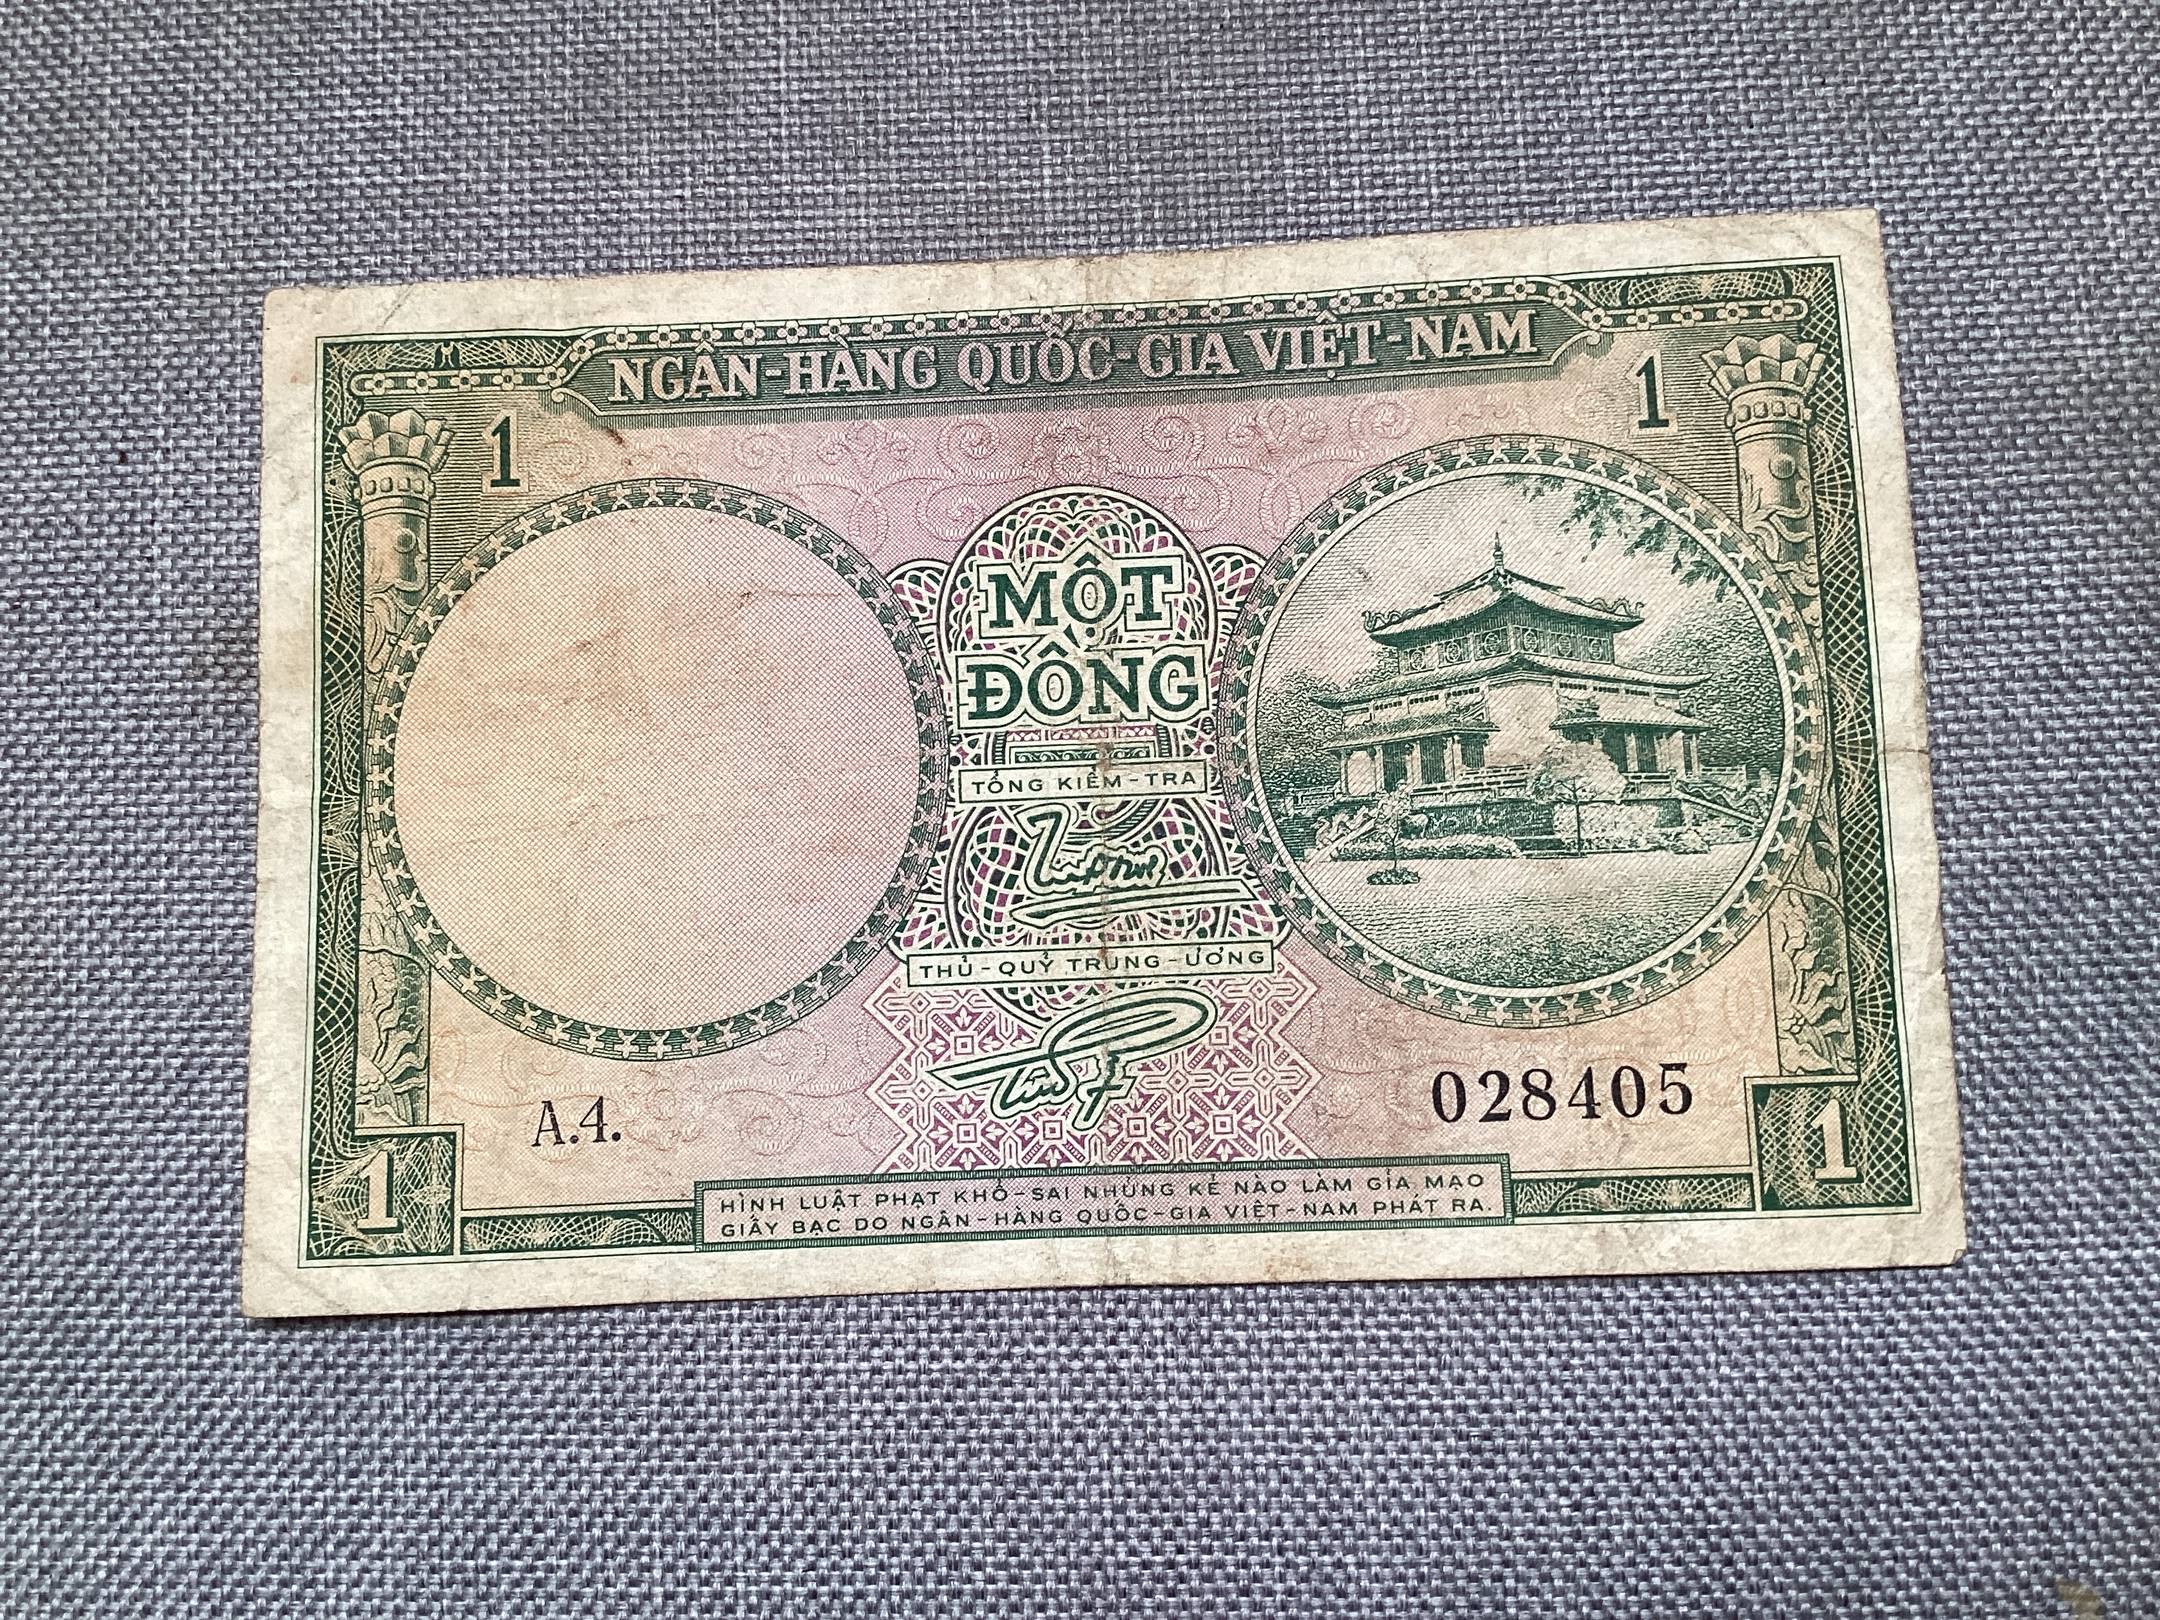 NGÂN-HÀNG QUỐC-GIA VIỆT-NAM
1
1
MỘT
ĐỒNG
TỔNG KIỂM-TRA
THỦ-QUỸ TRUNG-ƯƠNG
A.4.
028405
1
1
HÌNH LUẬT PHẠT KHỔ-SAI NHỮNG KẺ NÀO LÀM GIẢ MẠO
GIẤY BẠC DO NGÂN-HÀNG QUỐC-GIA VIỆT-NAM PHÁT RA.